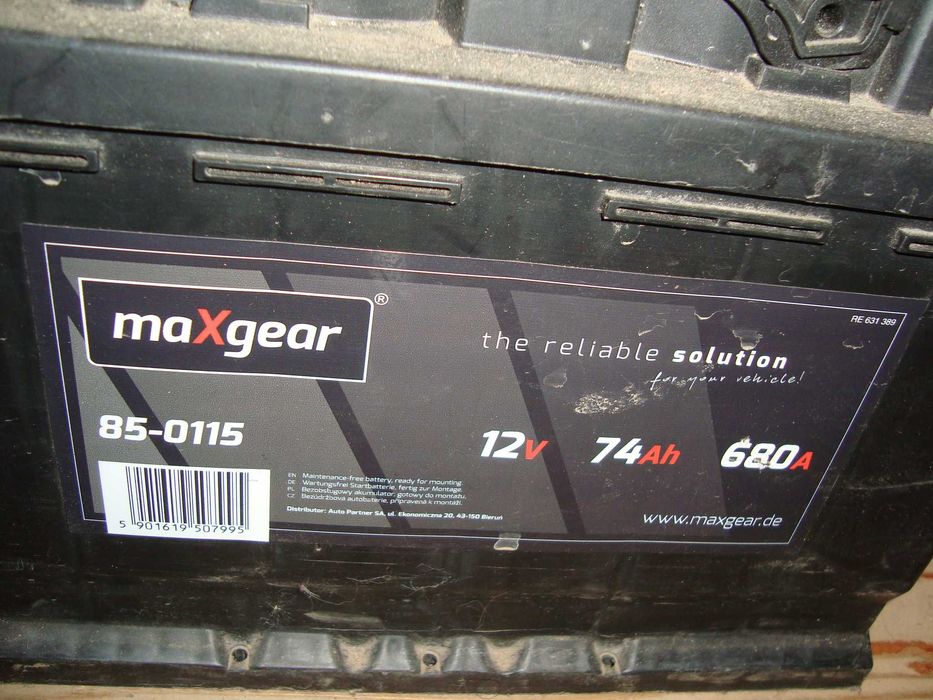 RE 631 389
maXgear®
the reliable solution
for your vehicle!
85-0115
12V 74Ah 680A
EN Maintenance-free battery, ready for mounting.
DE Wartungsfrei Startbatterie, fertig zur Montage.
PL Bezobsługowy akumulator, gotowy do montażu.
CZ Bezúdržbová autobaterie, připravená k montáži.
Distributor: Auto Partner SA, ul. Ekonomiczna 20, 43-150 Bieruń
www.maxgear.de
5 901619 507995